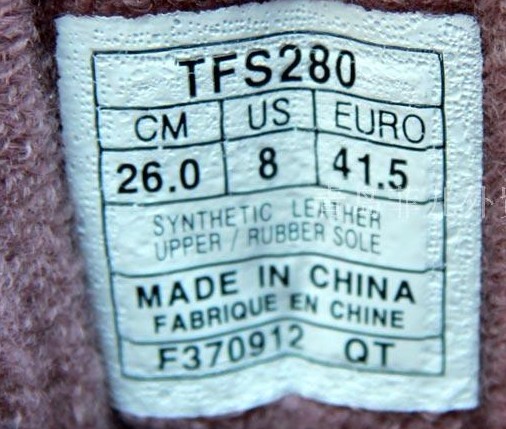 TFS280
CM US EURO
26.0 8 41.5
SYNTHETIC LEATHER
UPPER / RUBBER SOLE
MADE IN CHINA
FABRIQUE EN CHINE
F370912 QT